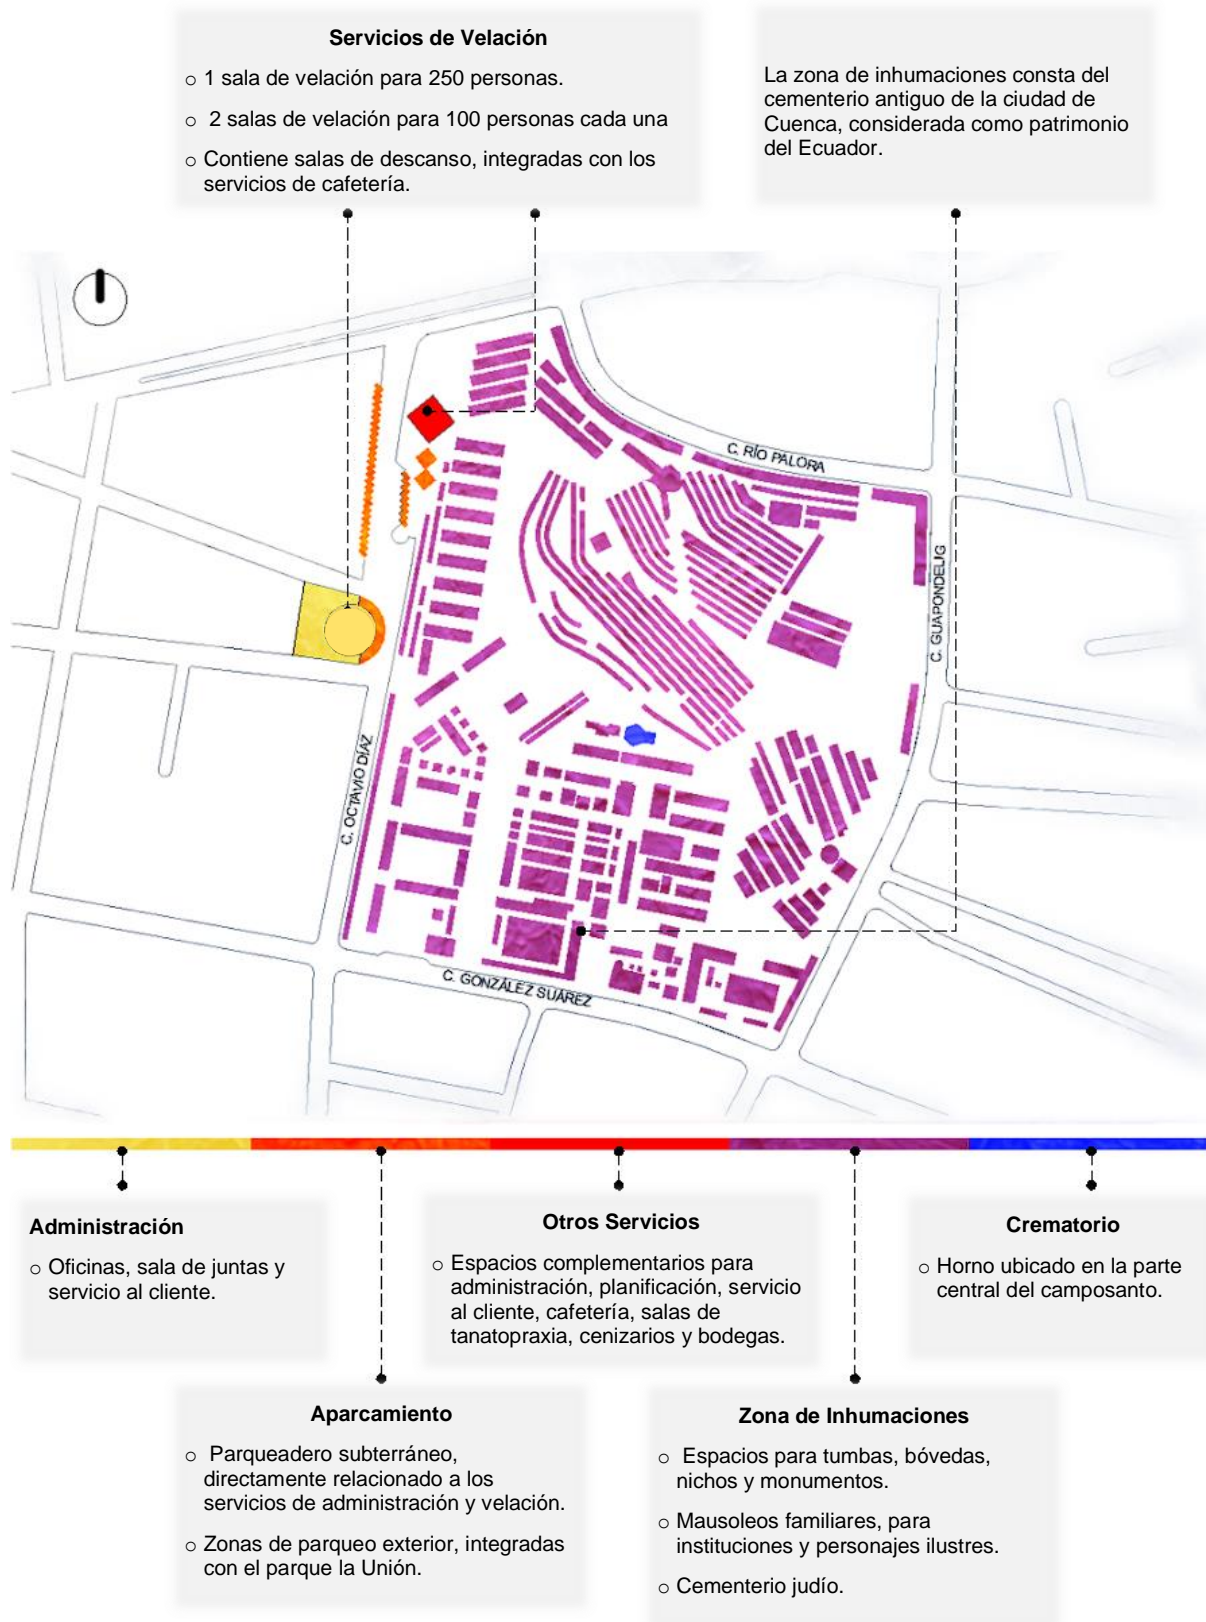 Servicios de Velación
○ 1 sala de velación para 250 personas.
○ 2 salas de velación para 100 personas cada una
○ Contiene salas de descanso, integradas con los
servicios de cafetería.
La zona de inhumaciones consta del
cementerio antiguo de la ciudad de
Cuenca, considerada como patrimonio
del Ecuador.
C. RÍO PALORA
C. GUAPONDELIG
C. OCTAVIO DÍAZ
C. GONZÁLEZ SUÁREZ
Administración
○ Oficinas, sala de juntas y
servicio al cliente.
Otros Servicios
○ Espacios complementarios para
administración, planificación, servicio
al cliente, cafetería, salas de
tanatopraxia, cenizarios y bodegas.
Crematorio
○ Horno ubicado en la parte
central del camposanto.
Aparcamiento
○ Parqueadero subterráneo,
directamente relacionado a los
servicios de administración y velación.
○ Zonas de parqueo exterior, integradas
con el parque la Unión.
Zona de Inhumaciones
○ Espacios para tumbas, bóvedas,
nichos y monumentos.
○ Mausoleos familiares, para
instituciones y personajes ilustres.
○ Cementerio judío.